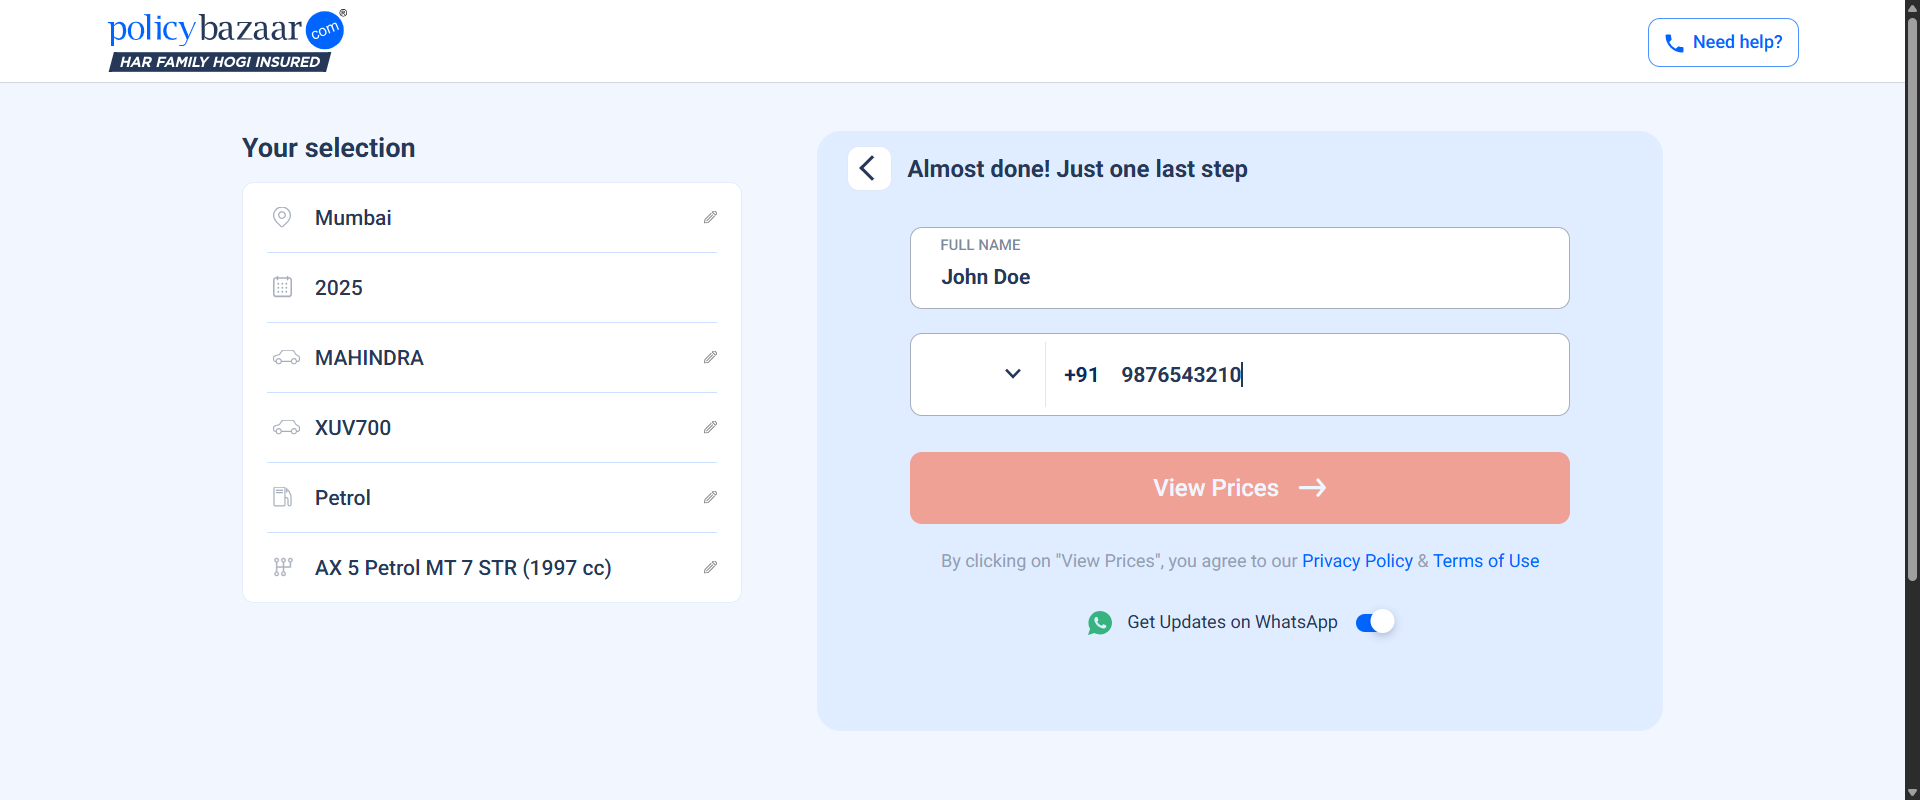 policybazaar.com®
HAR FAMILY HOGI INSURED
Need help?
Your selection
Mumbai
2025
MAHINDRA
XUV700
Petrol
AX 5 Petrol MT 7 STR (1997 cc)
Almost done! Just one last step
FULL NAME
John Doe
+91 9876543210
View Prices
By clicking on "View Prices", you agree to our Privacy Policy & Terms of Use
Get Updates on WhatsApp